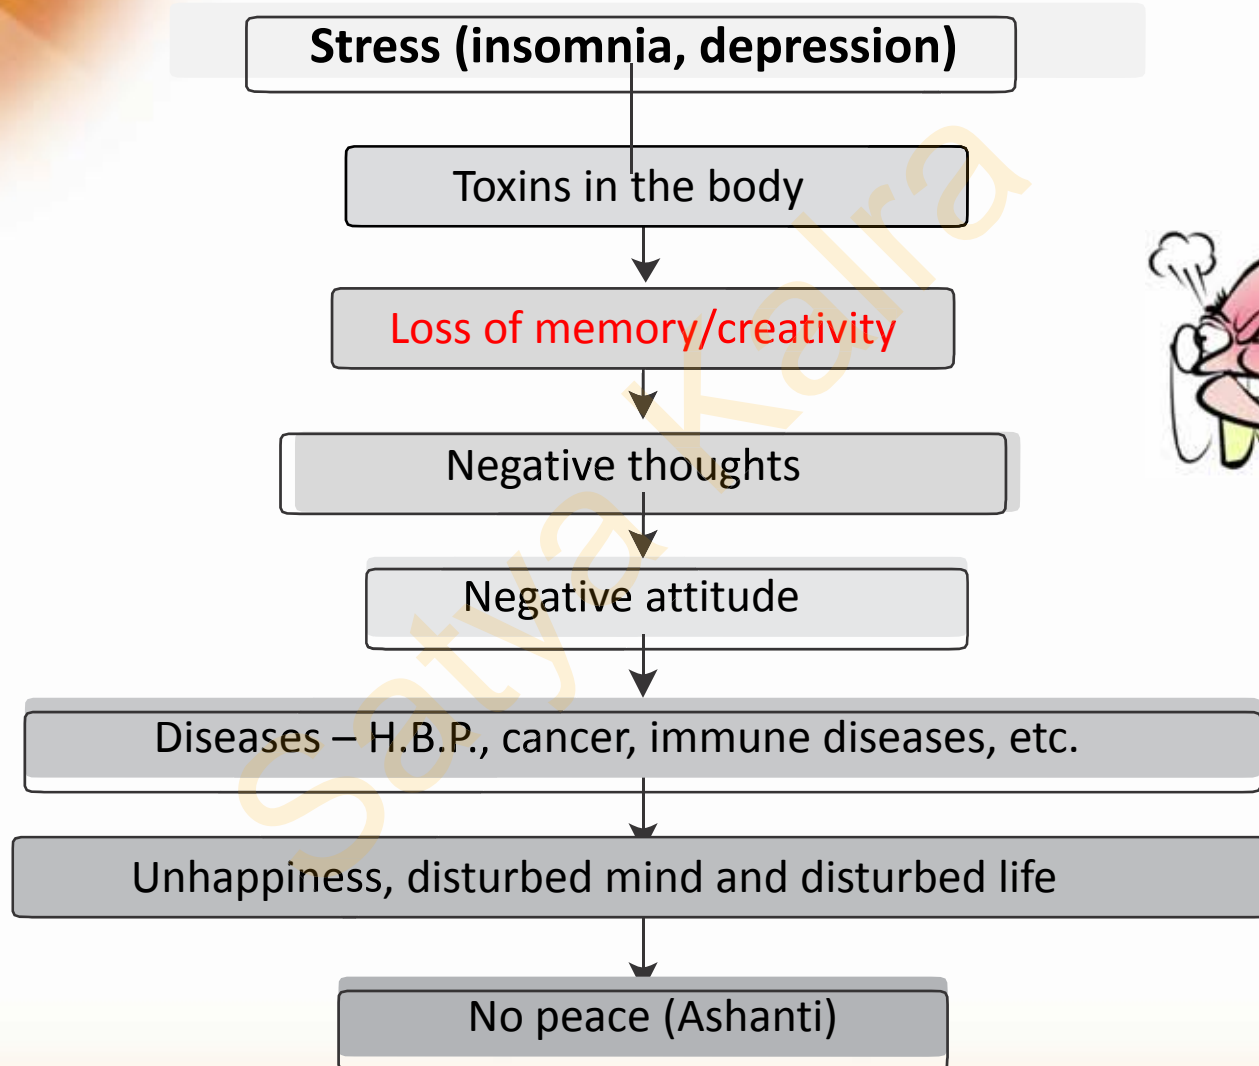 Stress (insomnia, depression)
Toxins in the body
Loss of memory/creativity
Negative thoughts
Negative attitude
Diseases – H.B.P., cancer, immune diseases, etc.
Unhappiness, disturbed mind and disturbed life
No peace (Ashanti)
Satya Kalra